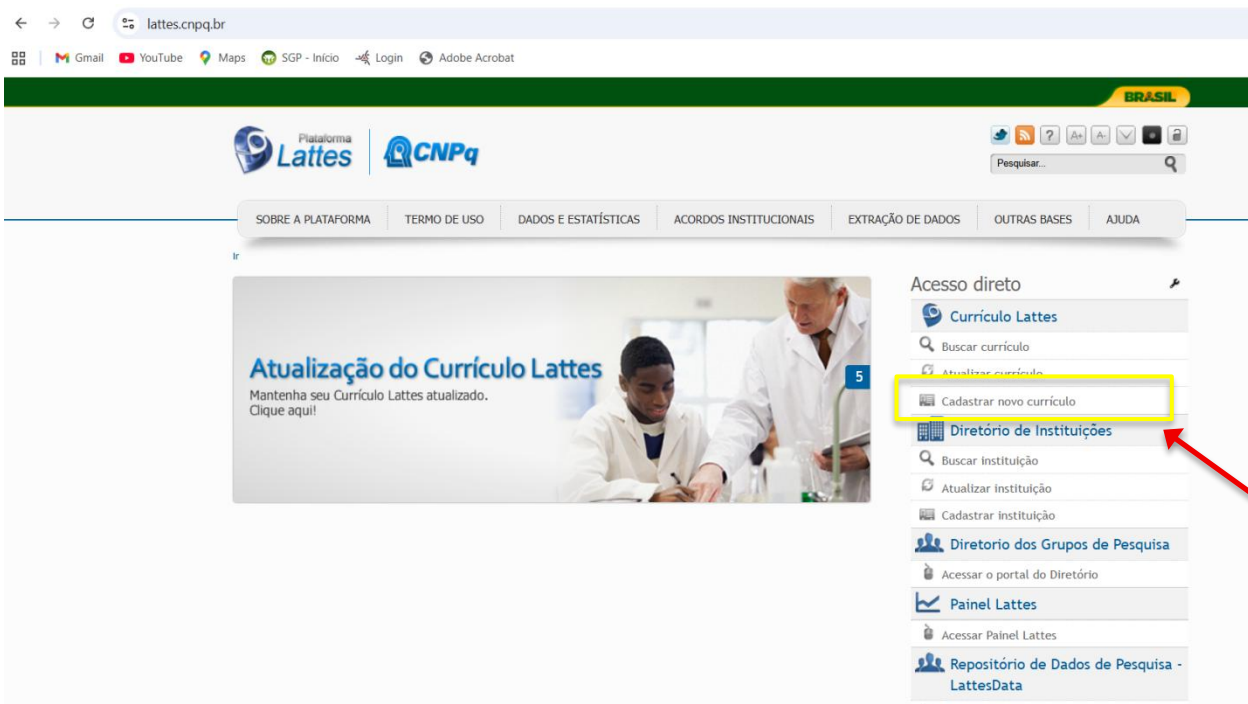 lattes.cnpq.br
Gmail YouTube Maps SGP - Início Login Adobe Acrobat
BRASIL
Plataforma
Lattes
CNPq
? A+ A-
Pesquisar...
SOBRE A PLATAFORMA TERMO DE USO DADOS E ESTATÍSTICAS ACORDOS INSTITUCIONAIS EXTRAÇÃO DE DADOS OUTRAS BASES AJUDA
Ir
Atualização do Currículo Lattes
Mantenha seu Currículo Lattes atualizado.
Clique aqui!
5
Acesso direto
Currículo Lattes
Buscar currículo
Atualizar currículo
Cadastrar novo currículo
Diretório de Instituições
Buscar instituição
Atualizar instituição
Cadastrar instituição
Diretorio dos Grupos de Pesquisa
Acessar o portal do Diretório
Painel Lattes
Acessar Painel Lattes
Repositório de Dados de Pesquisa -
LattesData